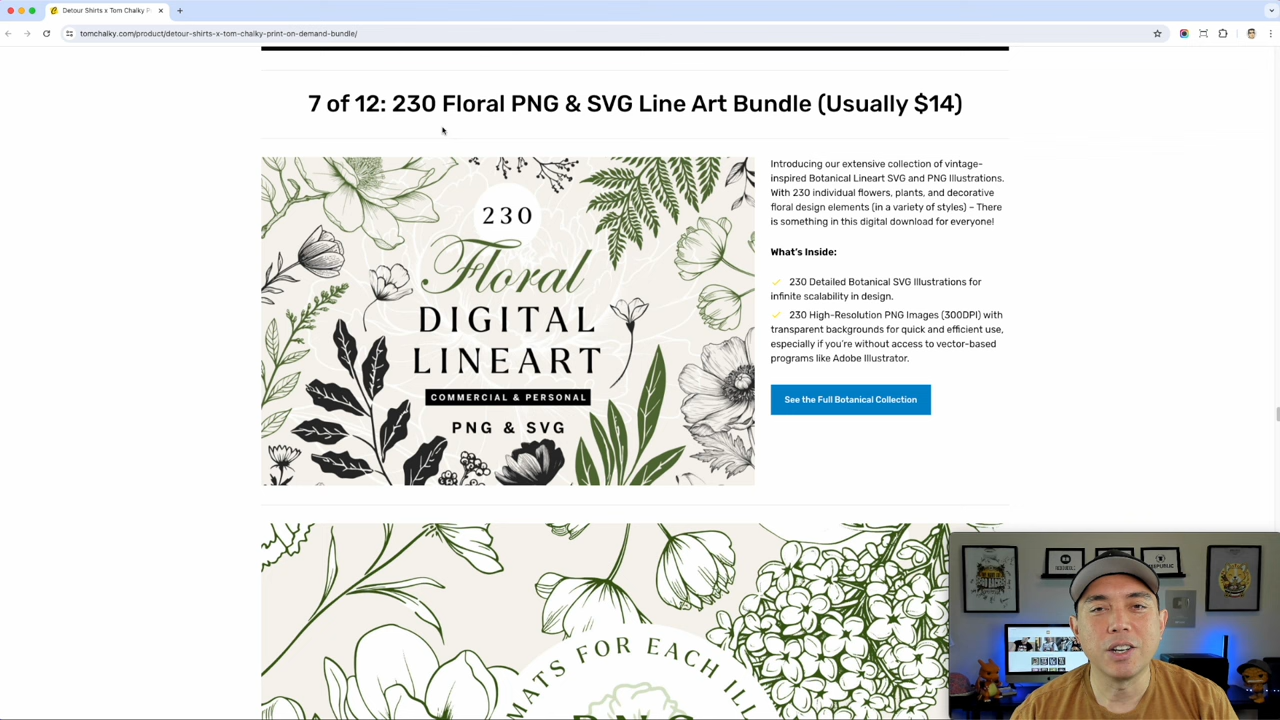 Detour Shirts x Tom Chalky P
tomchalky.com/product/detour-shirts-x-tom-chalky-print-on-demand-bundle/
7 of 12: 230 Floral PNG & SVG Line Art Bundle (Usually $14)
230
Floral
DIGITAL
LINEART
COMMERCIAL & PERSONAL
PNG & SVG
Introducing our extensive collection of vintage-
inspired Botanical Lineart SVG and PNG Illustrations.
With 230 individual flowers, plants, and decorative
floral design elements (in a variety of styles) – There
is something in this digital download for everyone!
What's Inside:
230 Detailed Botanical SVG Illustrations for
infinite scalability in design.
230 High-Resolution PNG Images (300DPI) with
transparent backgrounds for quick and efficient use,
especially if you're without access to vector-based
programs like Adobe Illustrator.
See the Full Botanical Collection
MATS FOR EACH ILL
PNG